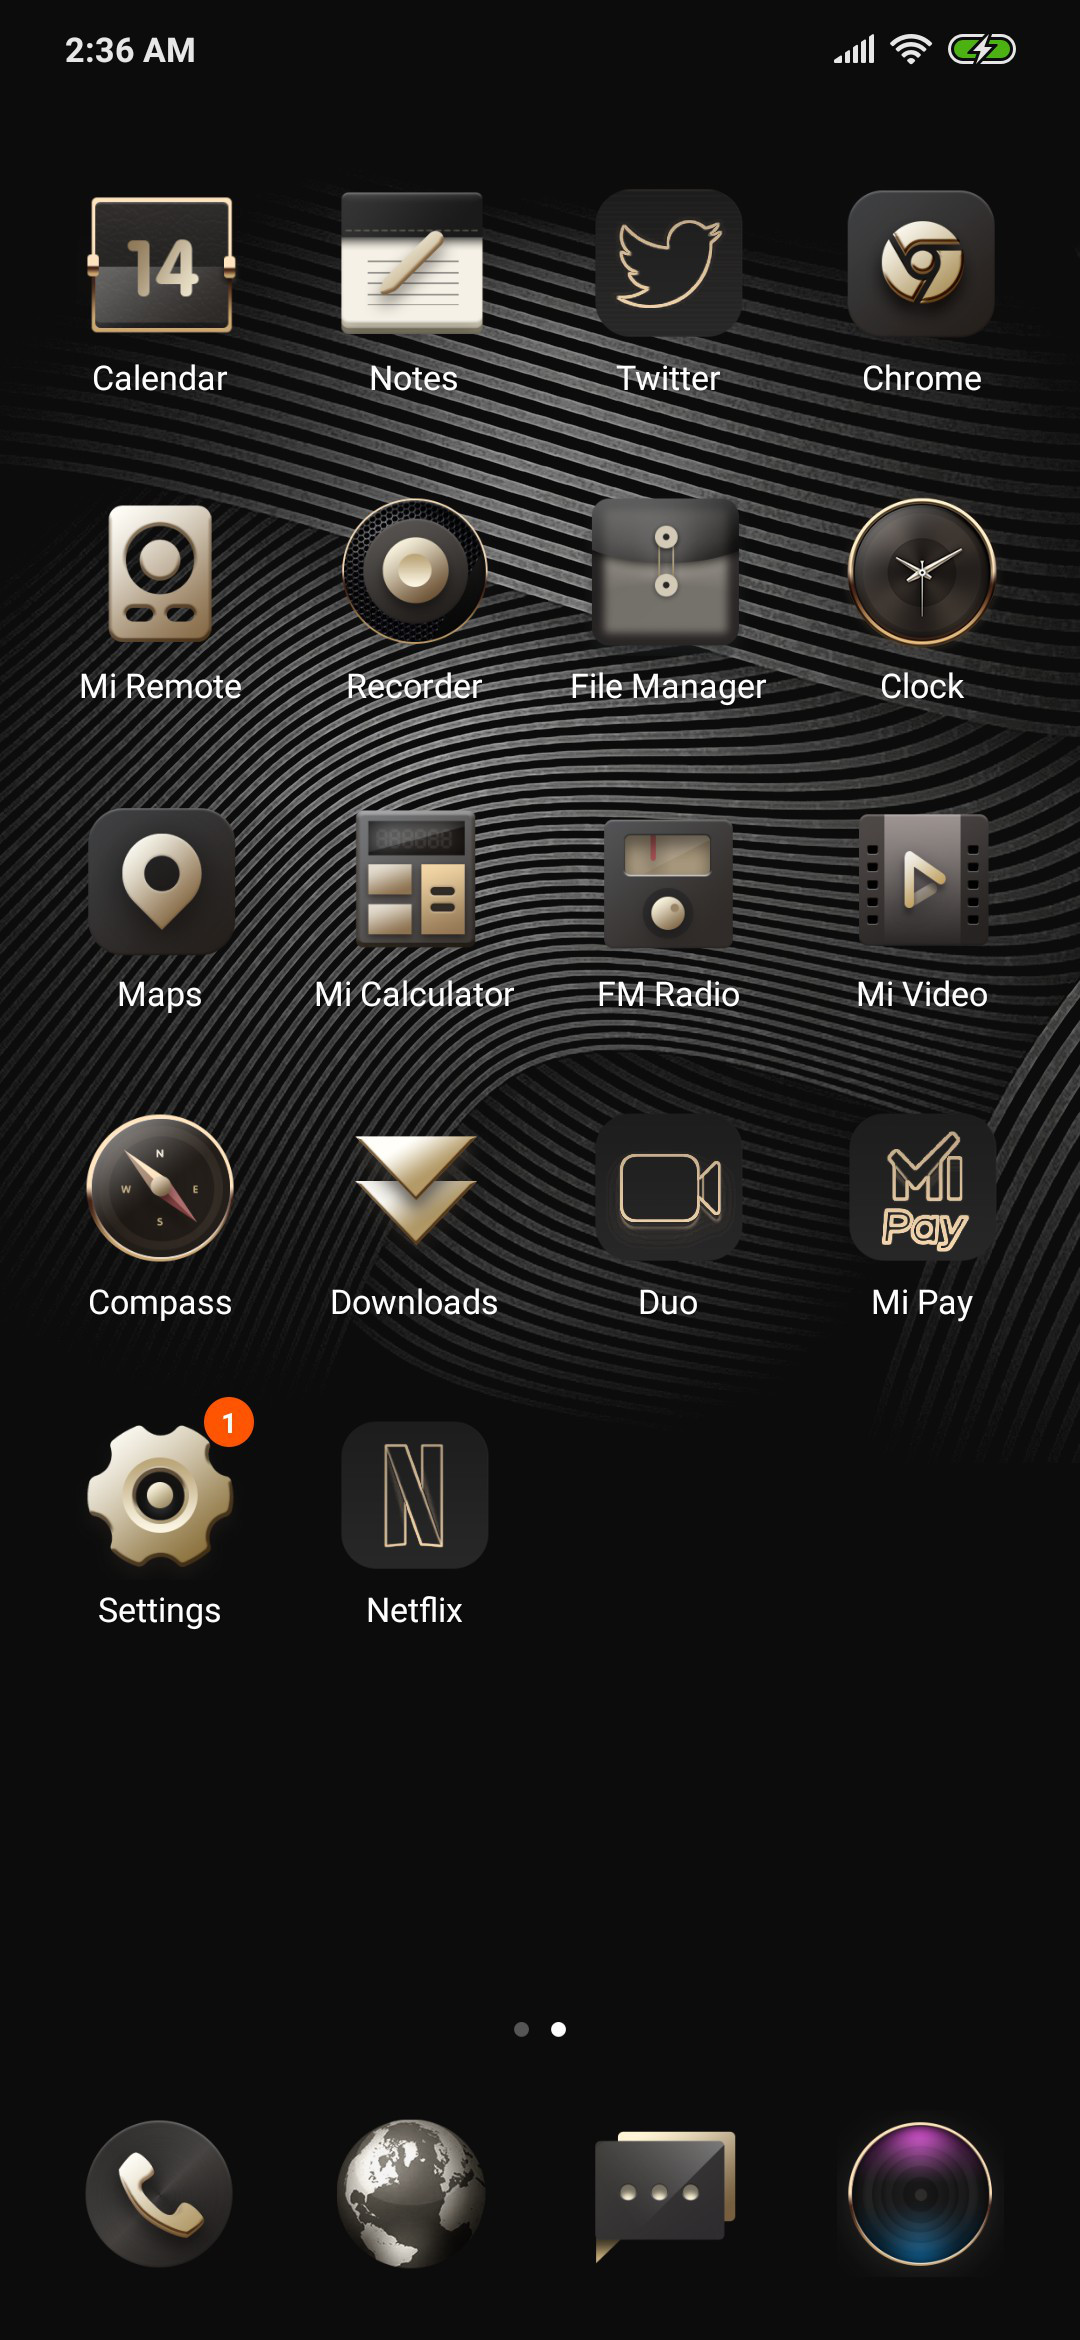 2:36 AM
14
Calendar
Notes
Twitter
Chrome
Mi Remote
Recorder
File Manager
Clock
Maps
888888
Mi Calculator
FM Radio
Mi Video
N
W E
S
Compass
Downloads
Duo
Mi
Pay
Mi Pay
1
Settings
N
Netflix